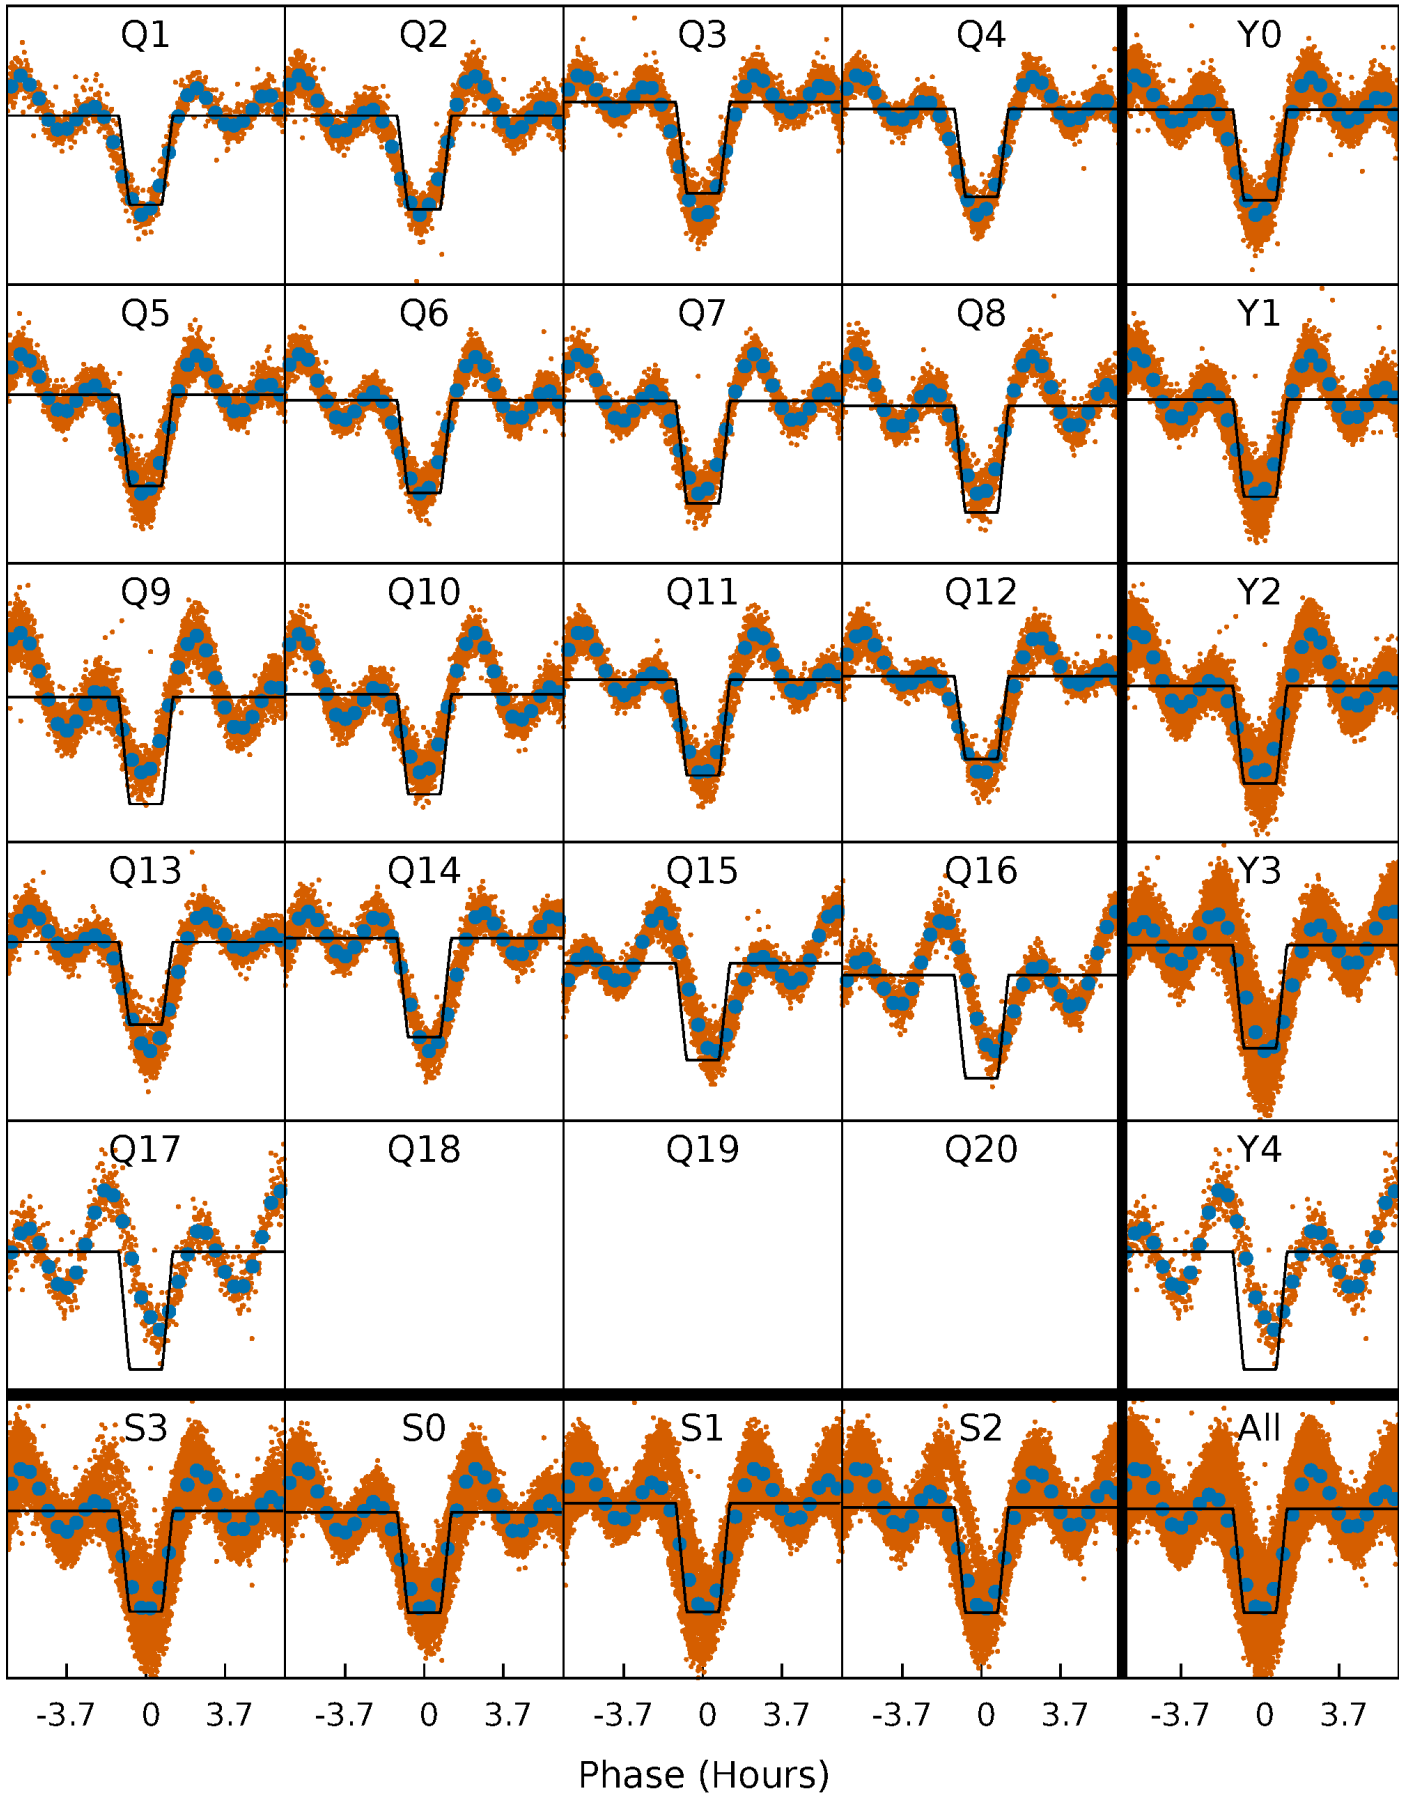 Q1 Q2 Q3 Q4 Y0
Q5 Q6 Q7 Q8 Y1
Q9 Q10 Q11 Q12 Y2
Q13 Q14 Q15 Q16 Y3
Q17 Q18 Q19 Q20 Y4
S3 S0 S1 S2 All
-3.7 0 3.7 -3.7 0 3.7 -3.7 0 3.7 -3.7 0 3.7 -3.7 0 3.7
Phase (Hours)